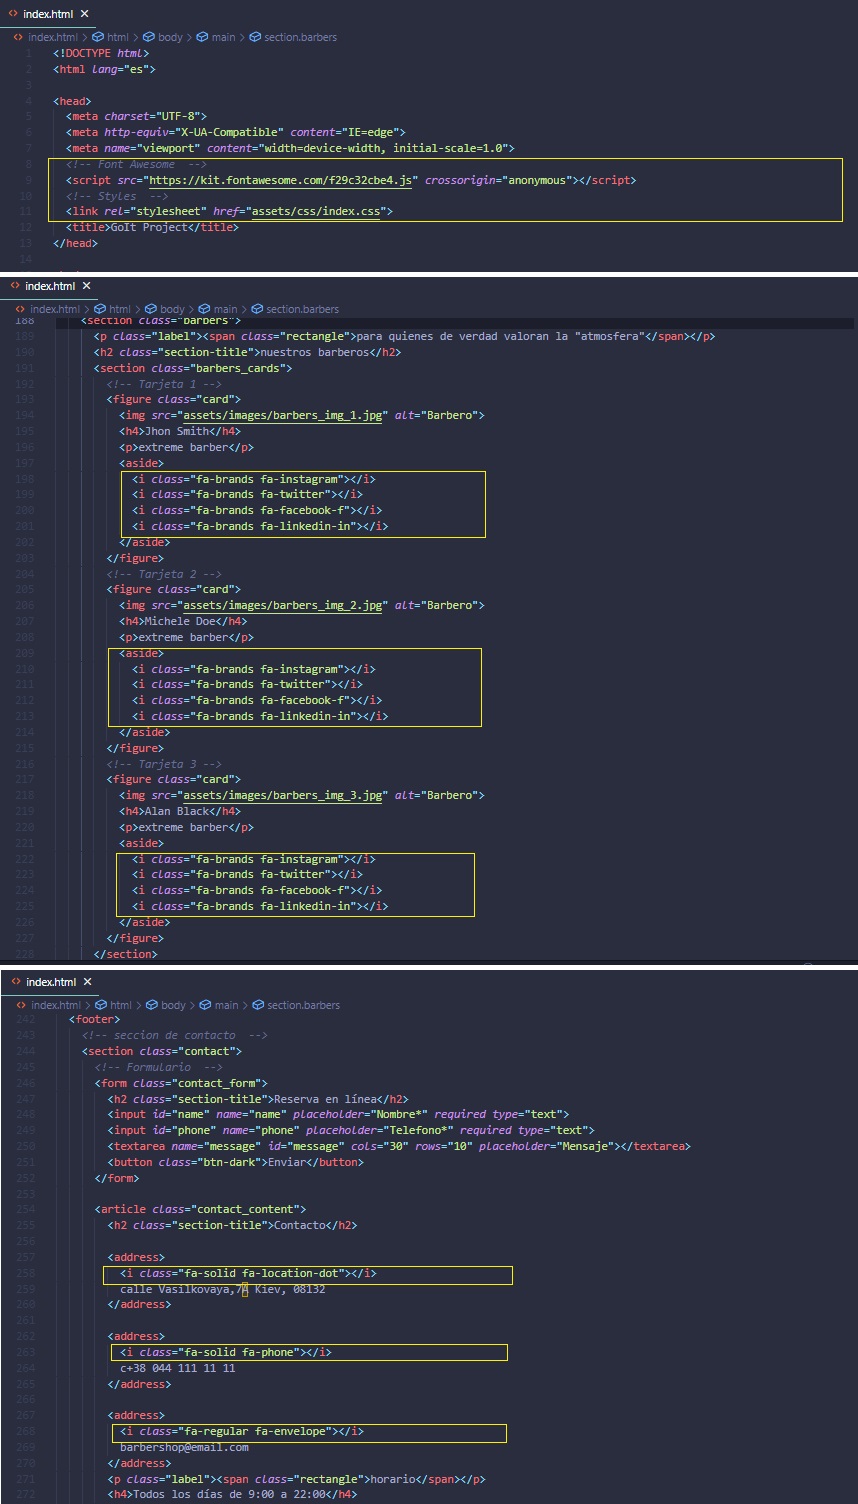 index.html ×
index.html > html > body > main > section.barbers
1 <!DOCTYPE html>
2 <html lang="es">
3
4 <head>
5 <meta charset="UTF-8">
6 <meta http-equiv="X-UA-Compatible" content="IE=edge">
7 <meta name="viewport" content="width=device-width, initial-scale=1.0">
8 <!-- Font Awesome -->
9 <script src="https://kit.fontawesome.com/f29c32cbe4.js" crossorigin="anonymous"></script>
10 <!-- Styles -->
11 <link rel="stylesheet" href="assets/css/index.css">
12 <title>GoIt Project</title>
13 </head>
14
index.html ×
index.html > html > body > main > section.barbers
188 <section class="barbers">
189 <p class="label"><span class="rectangle">para quienes de verdad valoran la "atmosfera"</span></p>
190 <h2 class="section-title">nuestros barberos</h2>
191 <section class="barbers_cards">
192 <!-- Tarjeta 1 -->
193 <figure class="card">
194 <img src="assets/images/barbers_img_1.jpg" alt="Barbero">
195 <h4>Jhon Smith</h4>
196 <p>extreme barber</p>
197 <aside>
198 <i class="fa-brands fa-instagram"></i>
199 <i class="fa-brands fa-twitter"></i>
200 <i class="fa-brands fa-facebook-f"></i>
201 <i class="fa-brands fa-linkedin-in"></i>
202 </aside>
203 </figure>
204 <!-- Tarjeta 2 -->
205 <figure class="card">
206 <img src="assets/images/barbers_img_2.jpg" alt="Barbero">
207 <h4>Michele Doe</h4>
208 <p>extreme barber</p>
209 <aside>
210 <i class="fa-brands fa-instagram"></i>
211 <i class="fa-brands fa-twitter"></i>
212 <i class="fa-brands fa-facebook-f"></i>
213 <i class="fa-brands fa-linkedin-in"></i>
214 </aside>
215 </figure>
216 <!-- Tarjeta 3 -->
217 <figure class="card">
218 <img src="assets/images/barbers_img_3.jpg" alt="Barbero">
219 <h4>Alan Black</h4>
220 <p>extreme barber</p>
221 <aside>
222 <i class="fa-brands fa-instagram"></i>
223 <i class="fa-brands fa-twitter"></i>
224 <i class="fa-brands fa-facebook-f"></i>
225 <i class="fa-brands fa-linkedin-in"></i>
226 </aside>
227 </figure>
228 </section>
index.html ×
index.html > html > body > main > section.barbers
242 <footer>
243 <!-- seccion de contacto -->
244 <section class="contact">
245 <!-- Formulario -->
246 <form class="contact_form">
247 <h2 class="section-title">Reserva en línea</h2>
248 <input id="name" name="name" placeholder="Nombre*" required type="text">
249 <input id="phone" name="phone" placeholder="Telefono*" required type="text">
250 <textarea name="message" id="message" cols="30" rows="10" placeholder="Mensaje"></textarea>
251 <button class="btn-dark">Enviar</button>
252 </form>
253
254 <article class="contact_content">
255 <h2 class="section-title">Contacto</h2>
256
257 <address>
258 <i class="fa-solid fa-location-dot"></i>
259 calle Vasilkovaya,7А Kiev, 08132
260 </address>
261
262 <address>
263 <i class="fa-solid fa-phone"></i>
264 c+38 044 111 11 11
265 </address>
266
267 <address>
268 <i class="fa-regular fa-envelope"></i>
269 barbershop@email.com
270 </address>
271 <p class="label"><span class="rectangle">horario</span></p>
272 <h4>Todos los días de 9:00 a 22:00</h4>